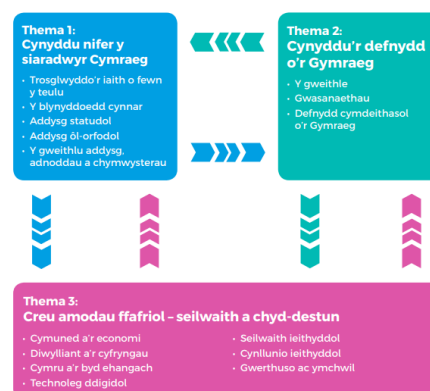 Thema 1:
Cynyddu nifer y
siaradwyr Cymraeg
• Trosglwyddo'r iaith o fewn
y teulu
• Y blynyddoedd cynnar
• Addysg statudol
• Addysg ôl-orfodol
• Y gweithlu addysg,
adnoddau a chymwysterau
Thema 2:
Cynyddu'r defnydd
o'r Gymraeg
• Y gweithle
• Gwasanaethau
• Defnydd cymdeithasol
o'r Gymraeg
Thema 3:
Creu amodau ffafriol – seilwaith a chyd-destun
• Cymuned a'r economi
• Diwylliant a'r cyfryngau
• Cymru a'r byd ehangach
• Technoleg ddigidol
• Seilwaith ieithyddol
• Cynllunio ieithyddol
• Gwerthuso ac ymchwil